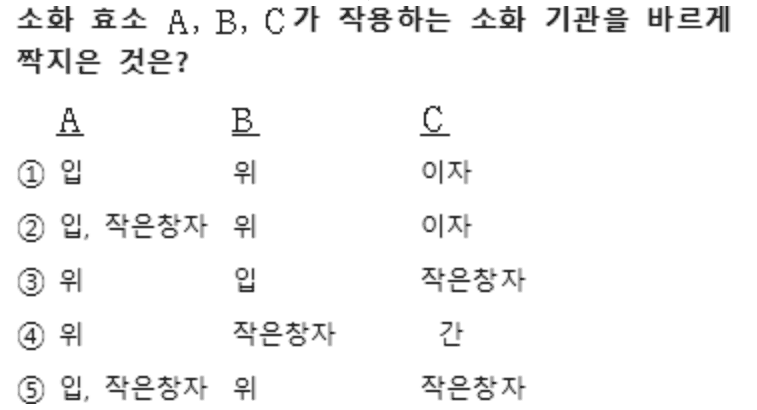 소화 효소 A, B, C가 작용하는 소화 기관을 바르게
짝지은 것은?
A B C
① 입 위 이자
② 입, 작은창자 위 이자
③ 위 입 작은창자
④ 위 작은창자 간
⑤ 입, 작은창자 위 작은창자